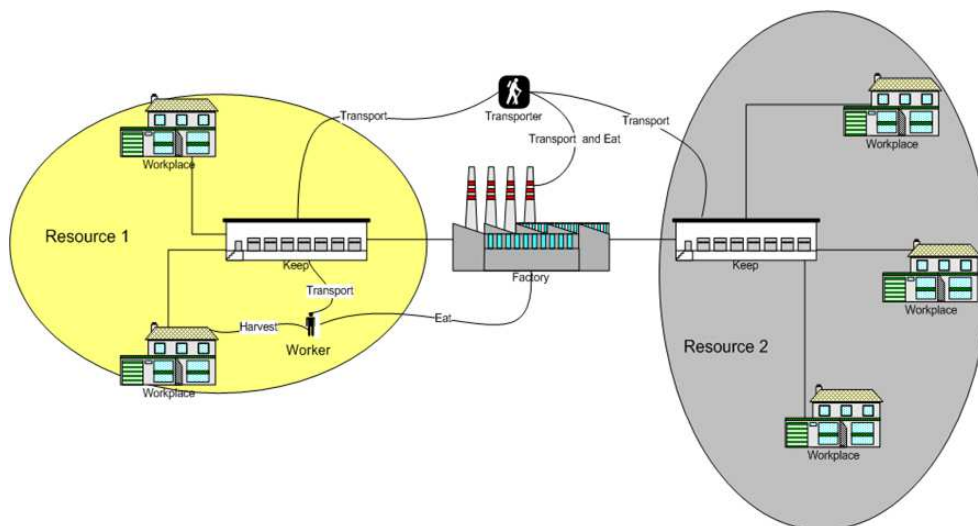 Workplace
Transport
Transporter
Transport
Workplace
Transport and Eat
Resource 1
Keep
Factory
Keep
Transport
Workplace
Harvest
Eat
Worker
Resource 2
Workplace
Workplace